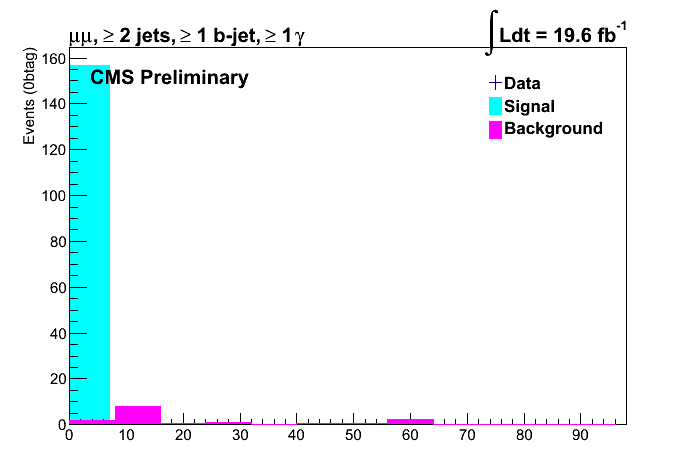 μμ, ≥ 2 jets, ≥ 1 b-jet, ≥ 1 γ
∫ Ldt = 19.6 fb⁻¹
Events (0btag)
CMS Preliminary
Data
Signal
Background
160
140
120
100
80
60
40
20
0
0 10 20 30 40 50 60 70 80 90